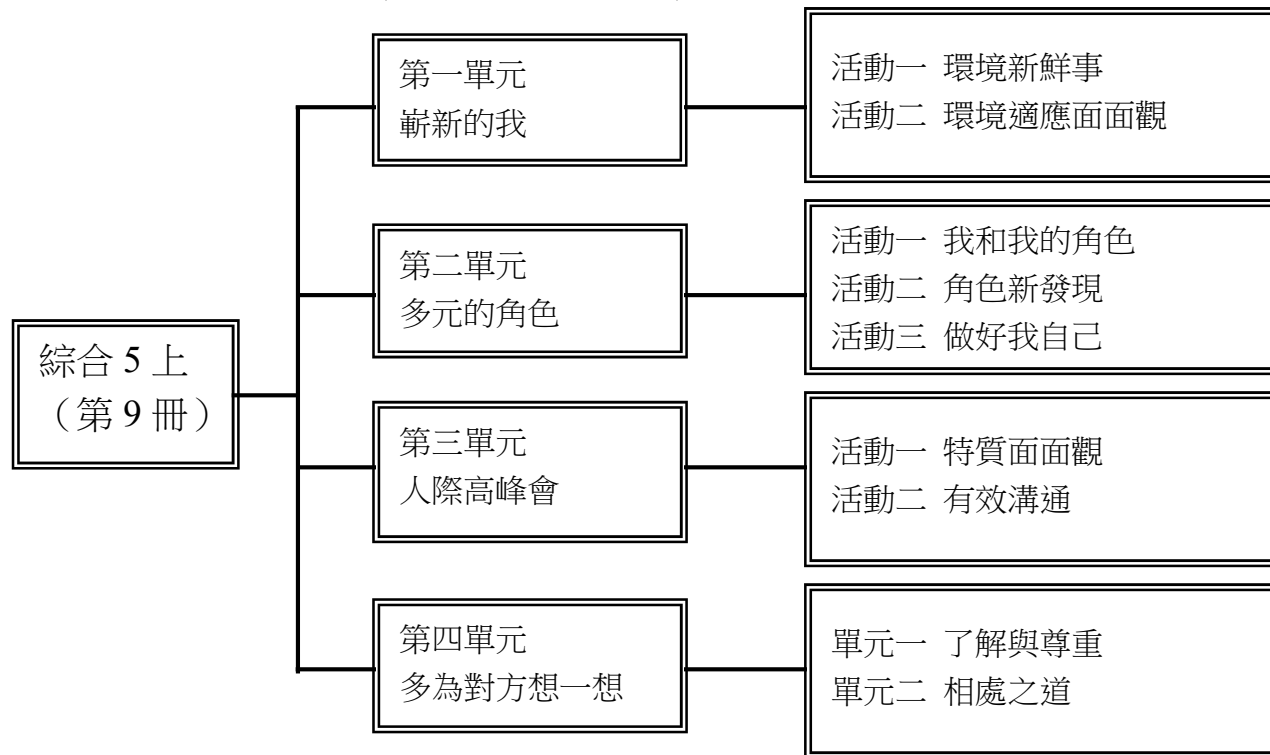 綜合 5 上
（第 9 冊）
第一單元
嶄新的我
活動一 環境新鮮事
活動二 環境適應面面觀
第二單元
多元的角色
活動一 我和我的角色
活動二 角色新發現
活動三 做好我自己
第三單元
人際高峰會
活動一 特質面面觀
活動二 有效溝通
第四單元
多為對方想一想
單元一 了解與尊重
單元二 相處之道